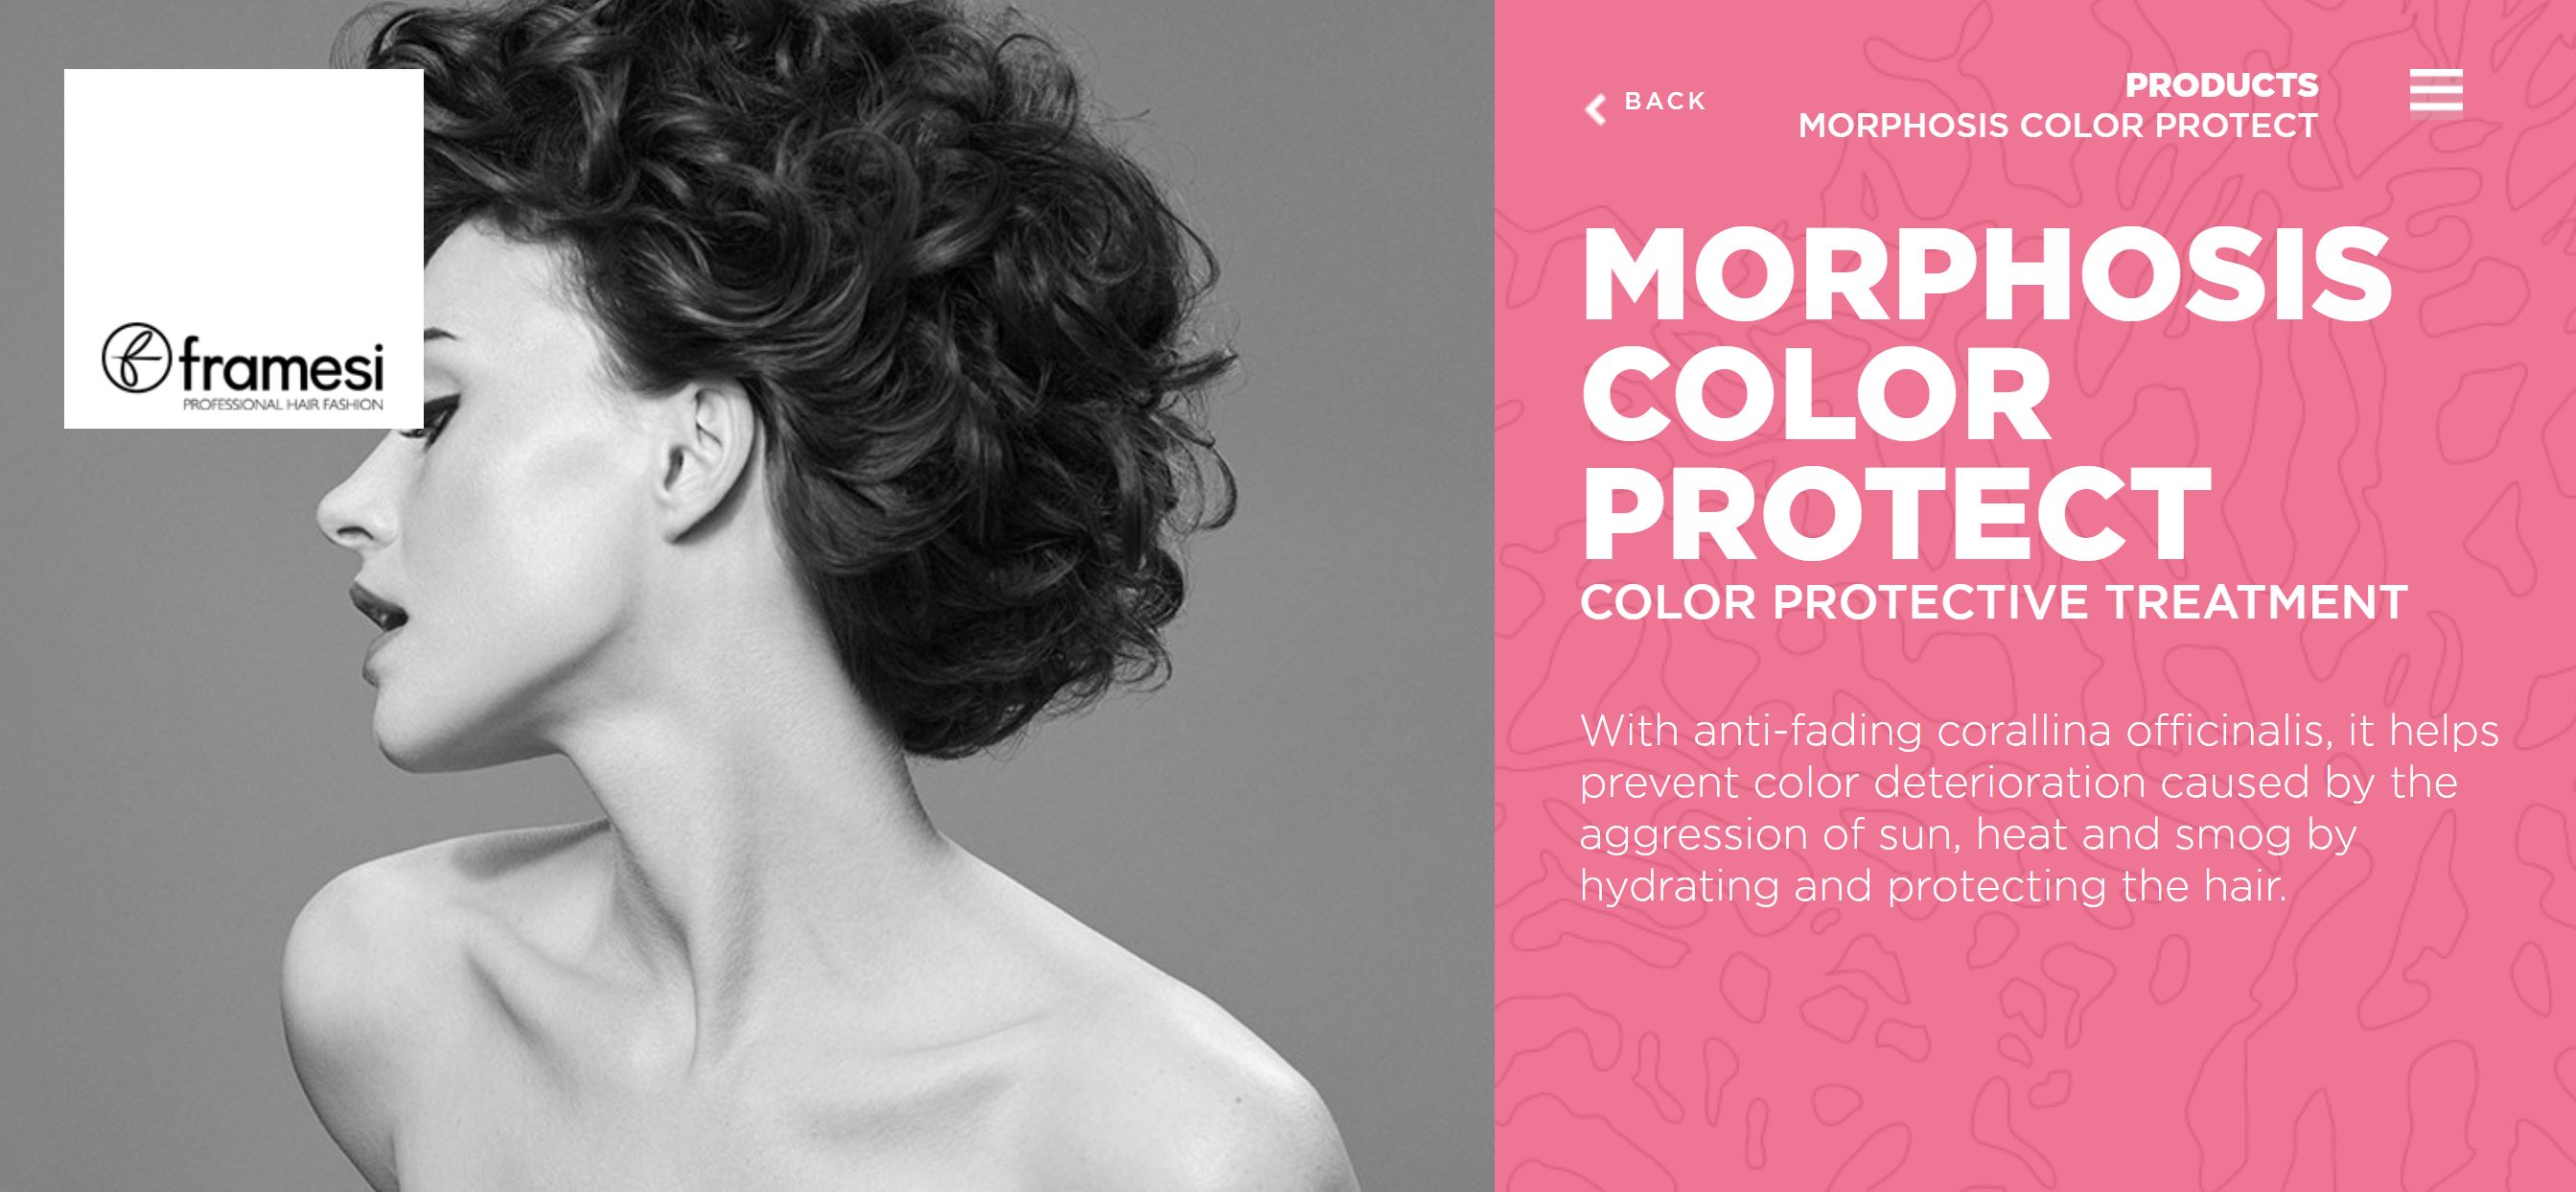 framesi
PROFESSIONAL HAIR FASHION
BACK
PRODUCTS
MORPHOSIS COLOR PROTECT
MORPHOSIS
COLOR
PROTECT
COLOR PROTECTIVE TREATMENT
With anti-fading corallina officinalis, it helps
prevent color deterioration caused by the
aggression of sun, heat and smog by
hydrating and protecting the hair.